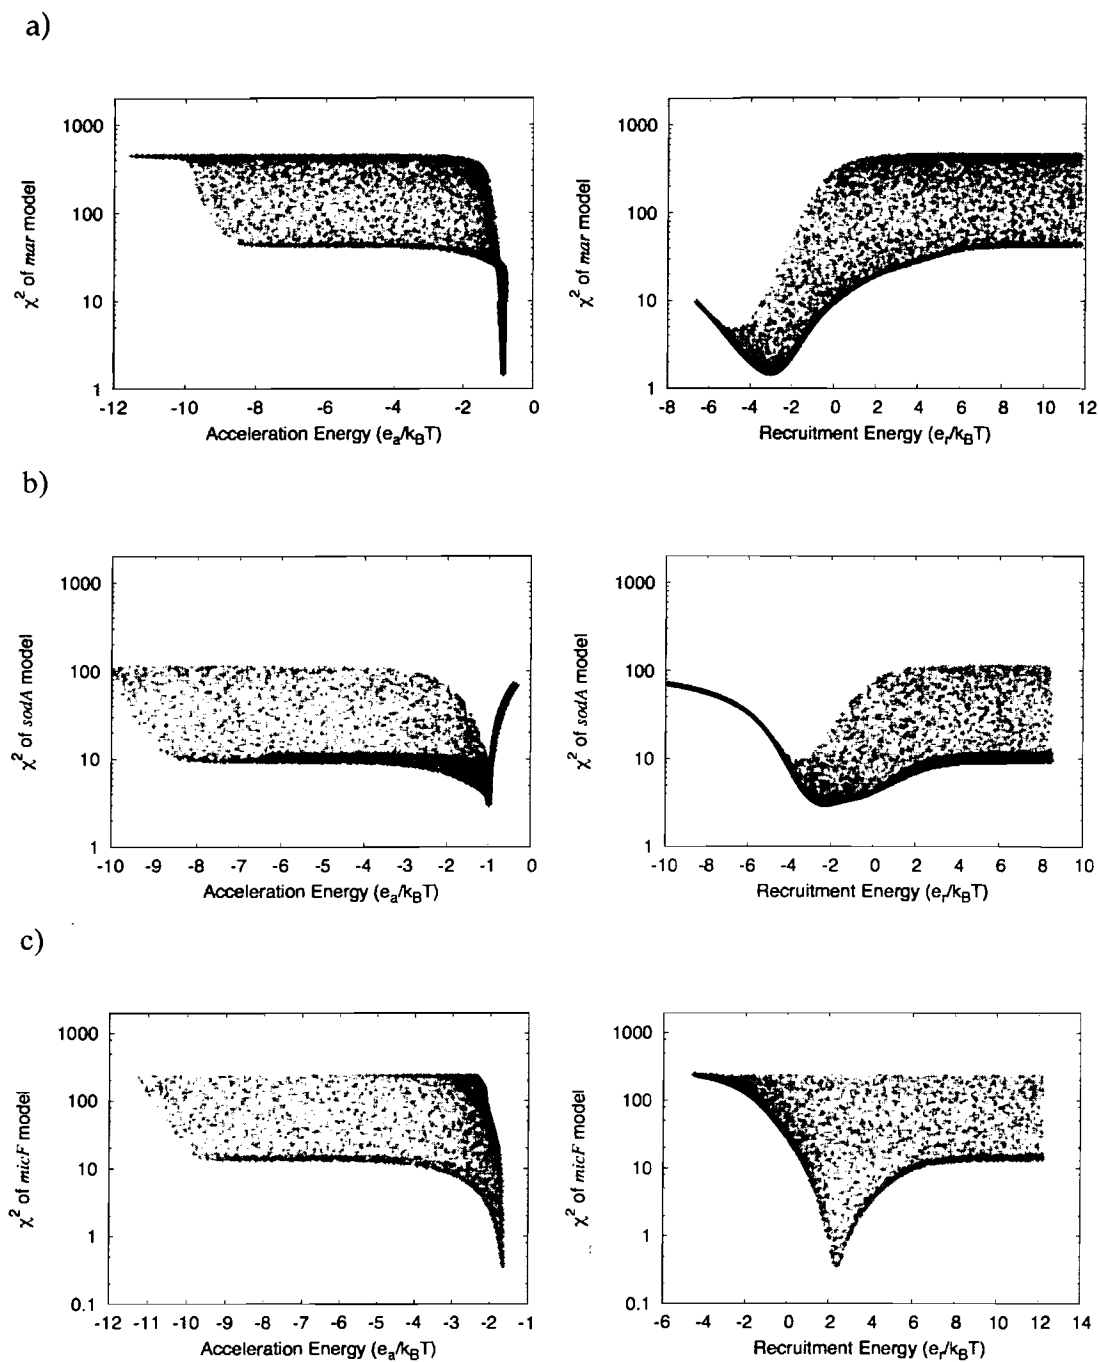 a)
1000
100
10
1
-12 -10 -8 -6 -4 -2 0
Acceleration Energy (e_a/k_BT)
χ² of mar model
1000
100
10
1
-8 -6 -4 -2 0 2 4 6 8 10 12
Recruitment Energy (e_r/k_BT)
χ² of mar model
b)
1000
100
10
1
-10 -9 -8 -7 -6 -5 -4 -3 -2 -1 0
Acceleration Energy (e_a/k_BT)
χ² of sodA model
1000
100
10
1
-10 -8 -6 -4 -2 0 2 4 6 8 10
Recruitment Energy (e_r/k_BT)
χ² of sodA model
c)
1000
100
10
1
0.1
-12 -11 -10 -9 -8 -7 -6 -5 -4 -3 -2 -1
Acceleration Energy (e_a/k_BT)
χ² of micF model
1000
100
10
1
0.1
-6 -4 -2 0 2 4 6 8 10 12 14
Recruitment Energy (e_r/k_BT)
χ² of micF model